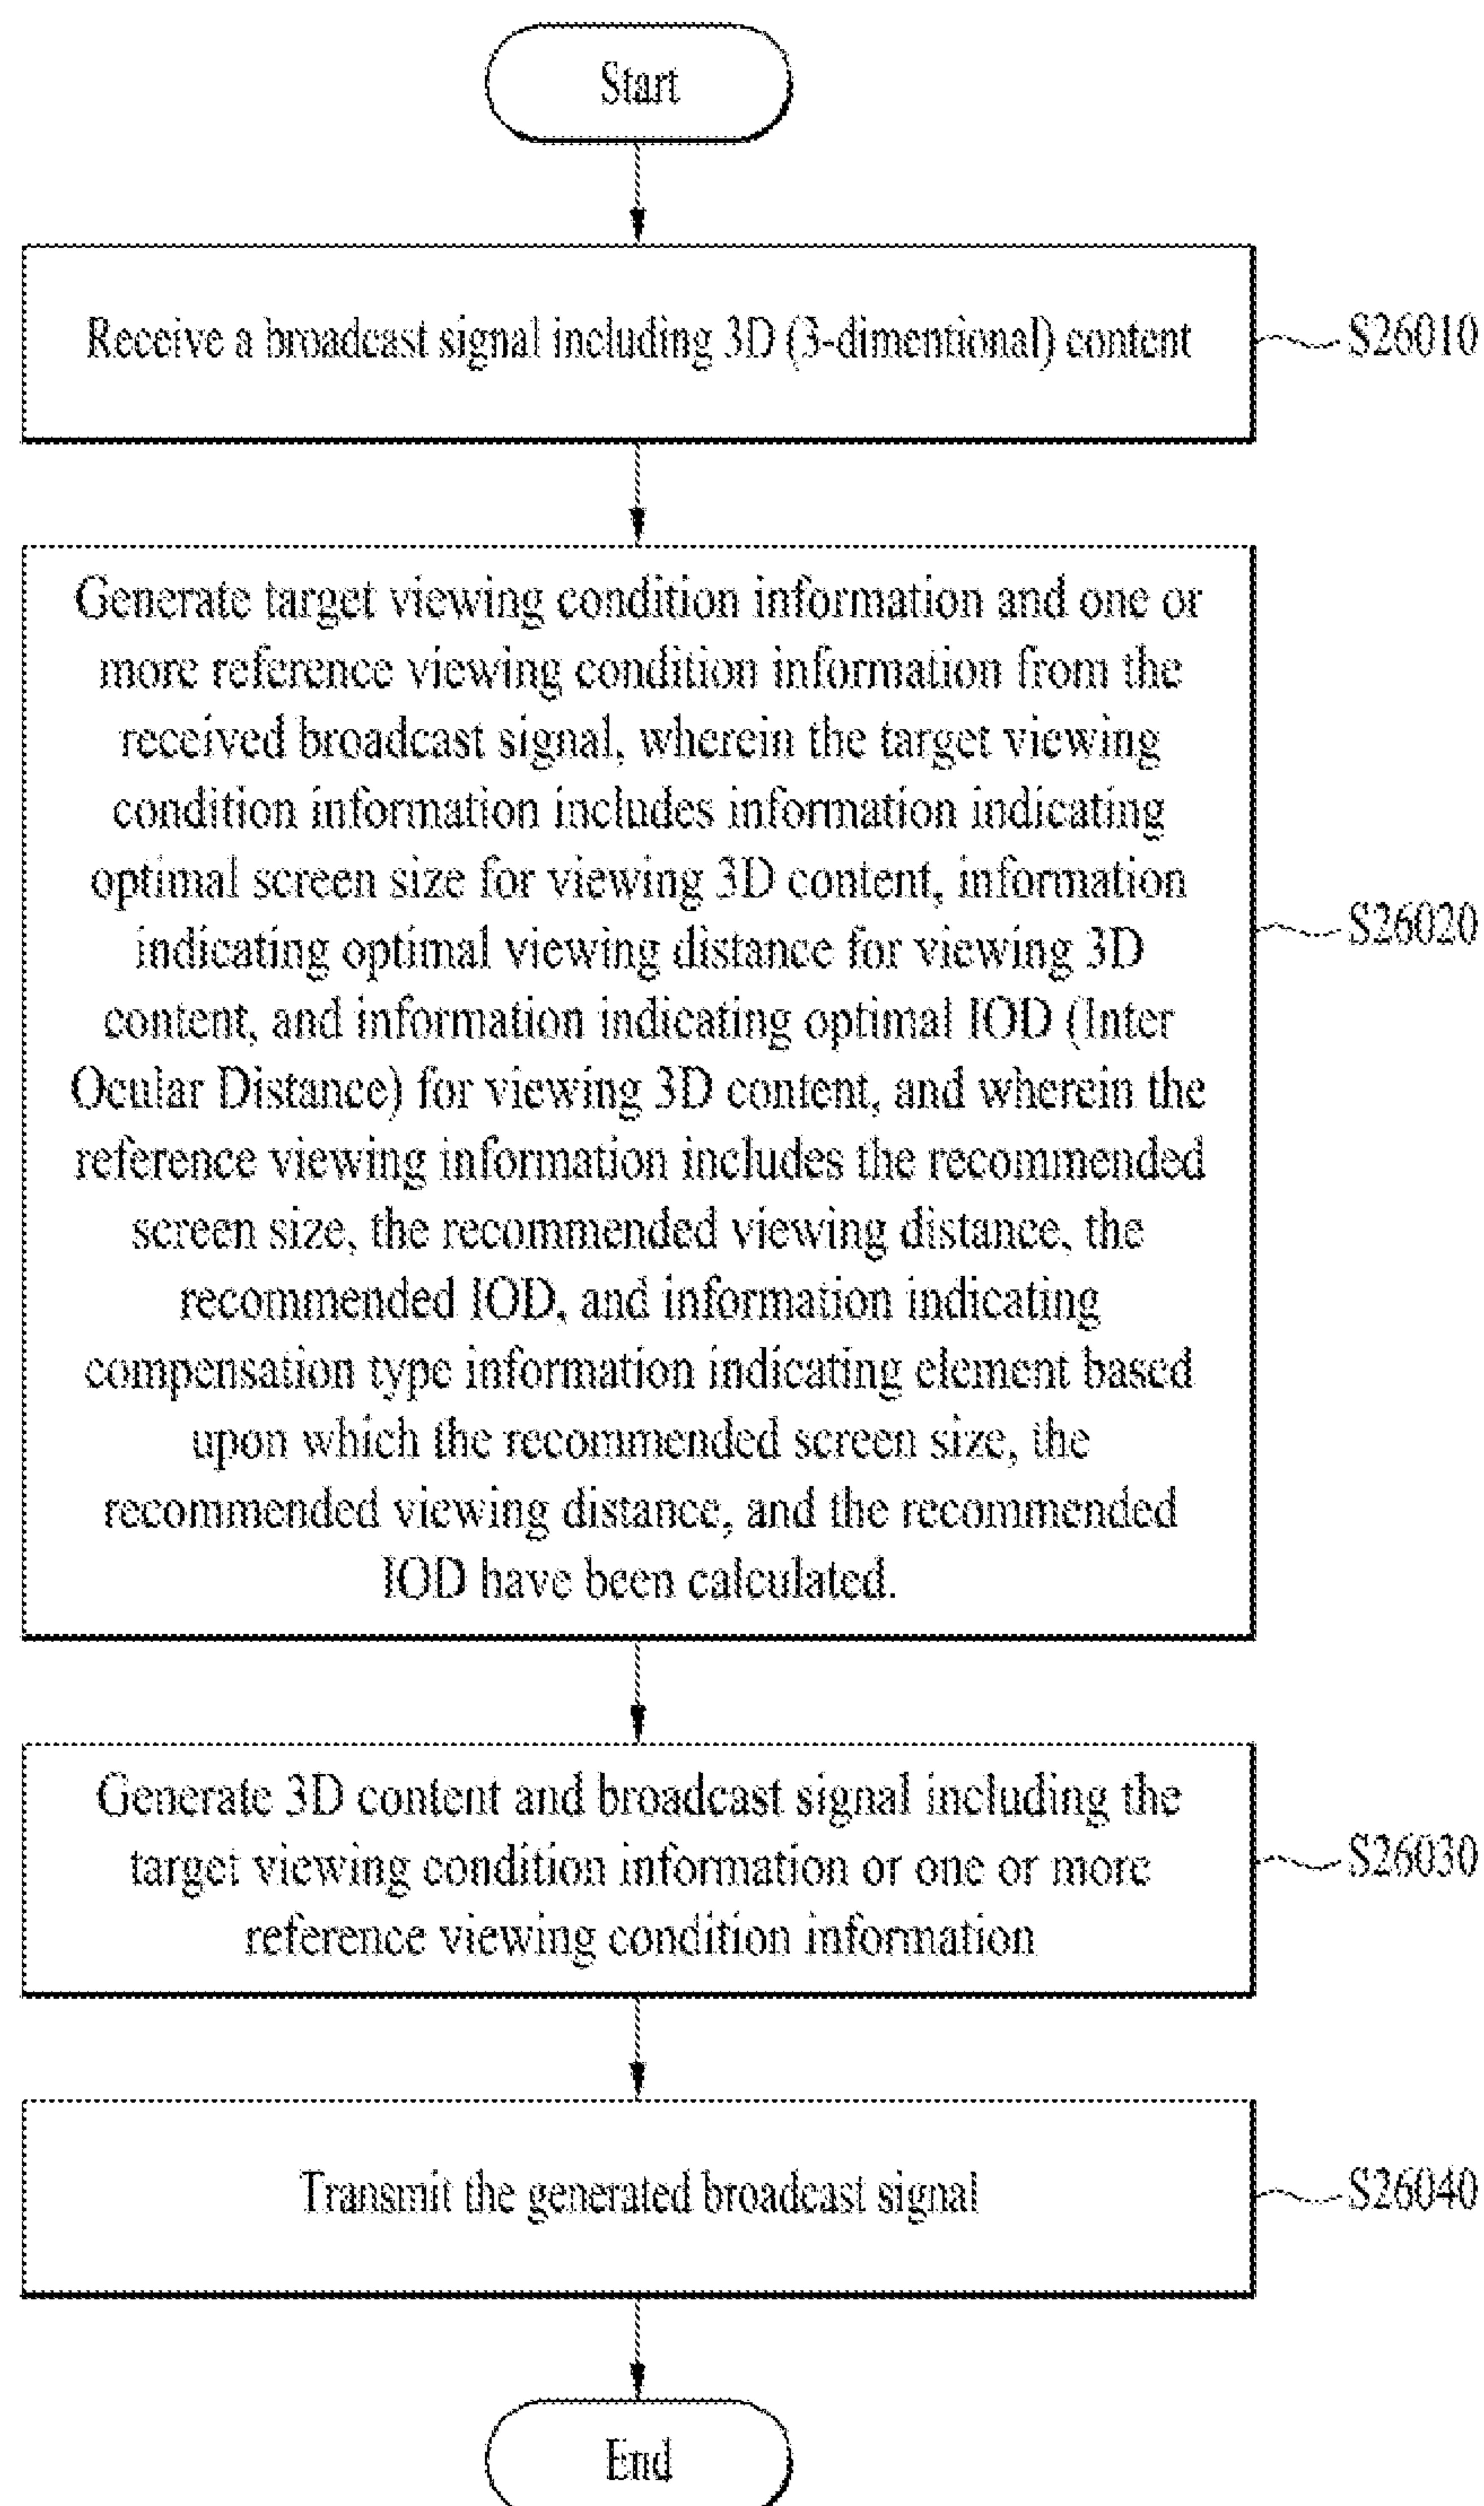 Start
Receive a broadcast signal including 3D (3-dimentional) content
S26010
Generate target viewing condition information and one or
more reference viewing condition information from the
received broadcast signal, wherein the target viewing
condition information includes information indicating
optimal screen size for viewing 3D content, information
indicating optimal viewing distance for viewing 3D
content, and information indicating optimal IOD (Inter
Ocular Distance) for viewing 3D content, and wherein the
reference viewing information includes the recommended
screen size, the recommended viewing distance, the
recommended IOD, and information indicating
compensation type information indicating element based
upon which the recommended screen size, the
recommended viewing distance, and the recommended
IOD have been calculated.
S26020
Generate 3D content and broadcast signal including the
target viewing condition information or one or more
reference viewing condition information
S26030
Transmit the generated broadcast signal
S26040
End